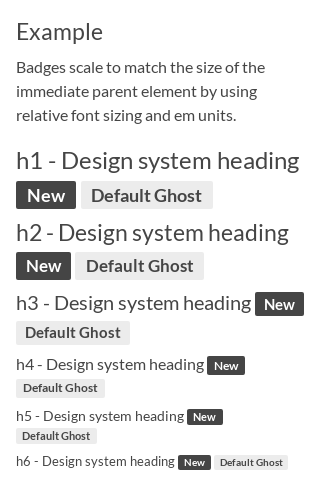 Example
Badges scale to match the size of the
immediate parent element by using
relative font sizing and em units.
h1 - Design system heading
New Default Ghost
h2 - Design system heading
New Default Ghost
h3 - Design system heading New
Default Ghost
h4 - Design system heading New
Default Ghost
h5 - Design system heading New
Default Ghost
h6 - Design system heading New Default Ghost